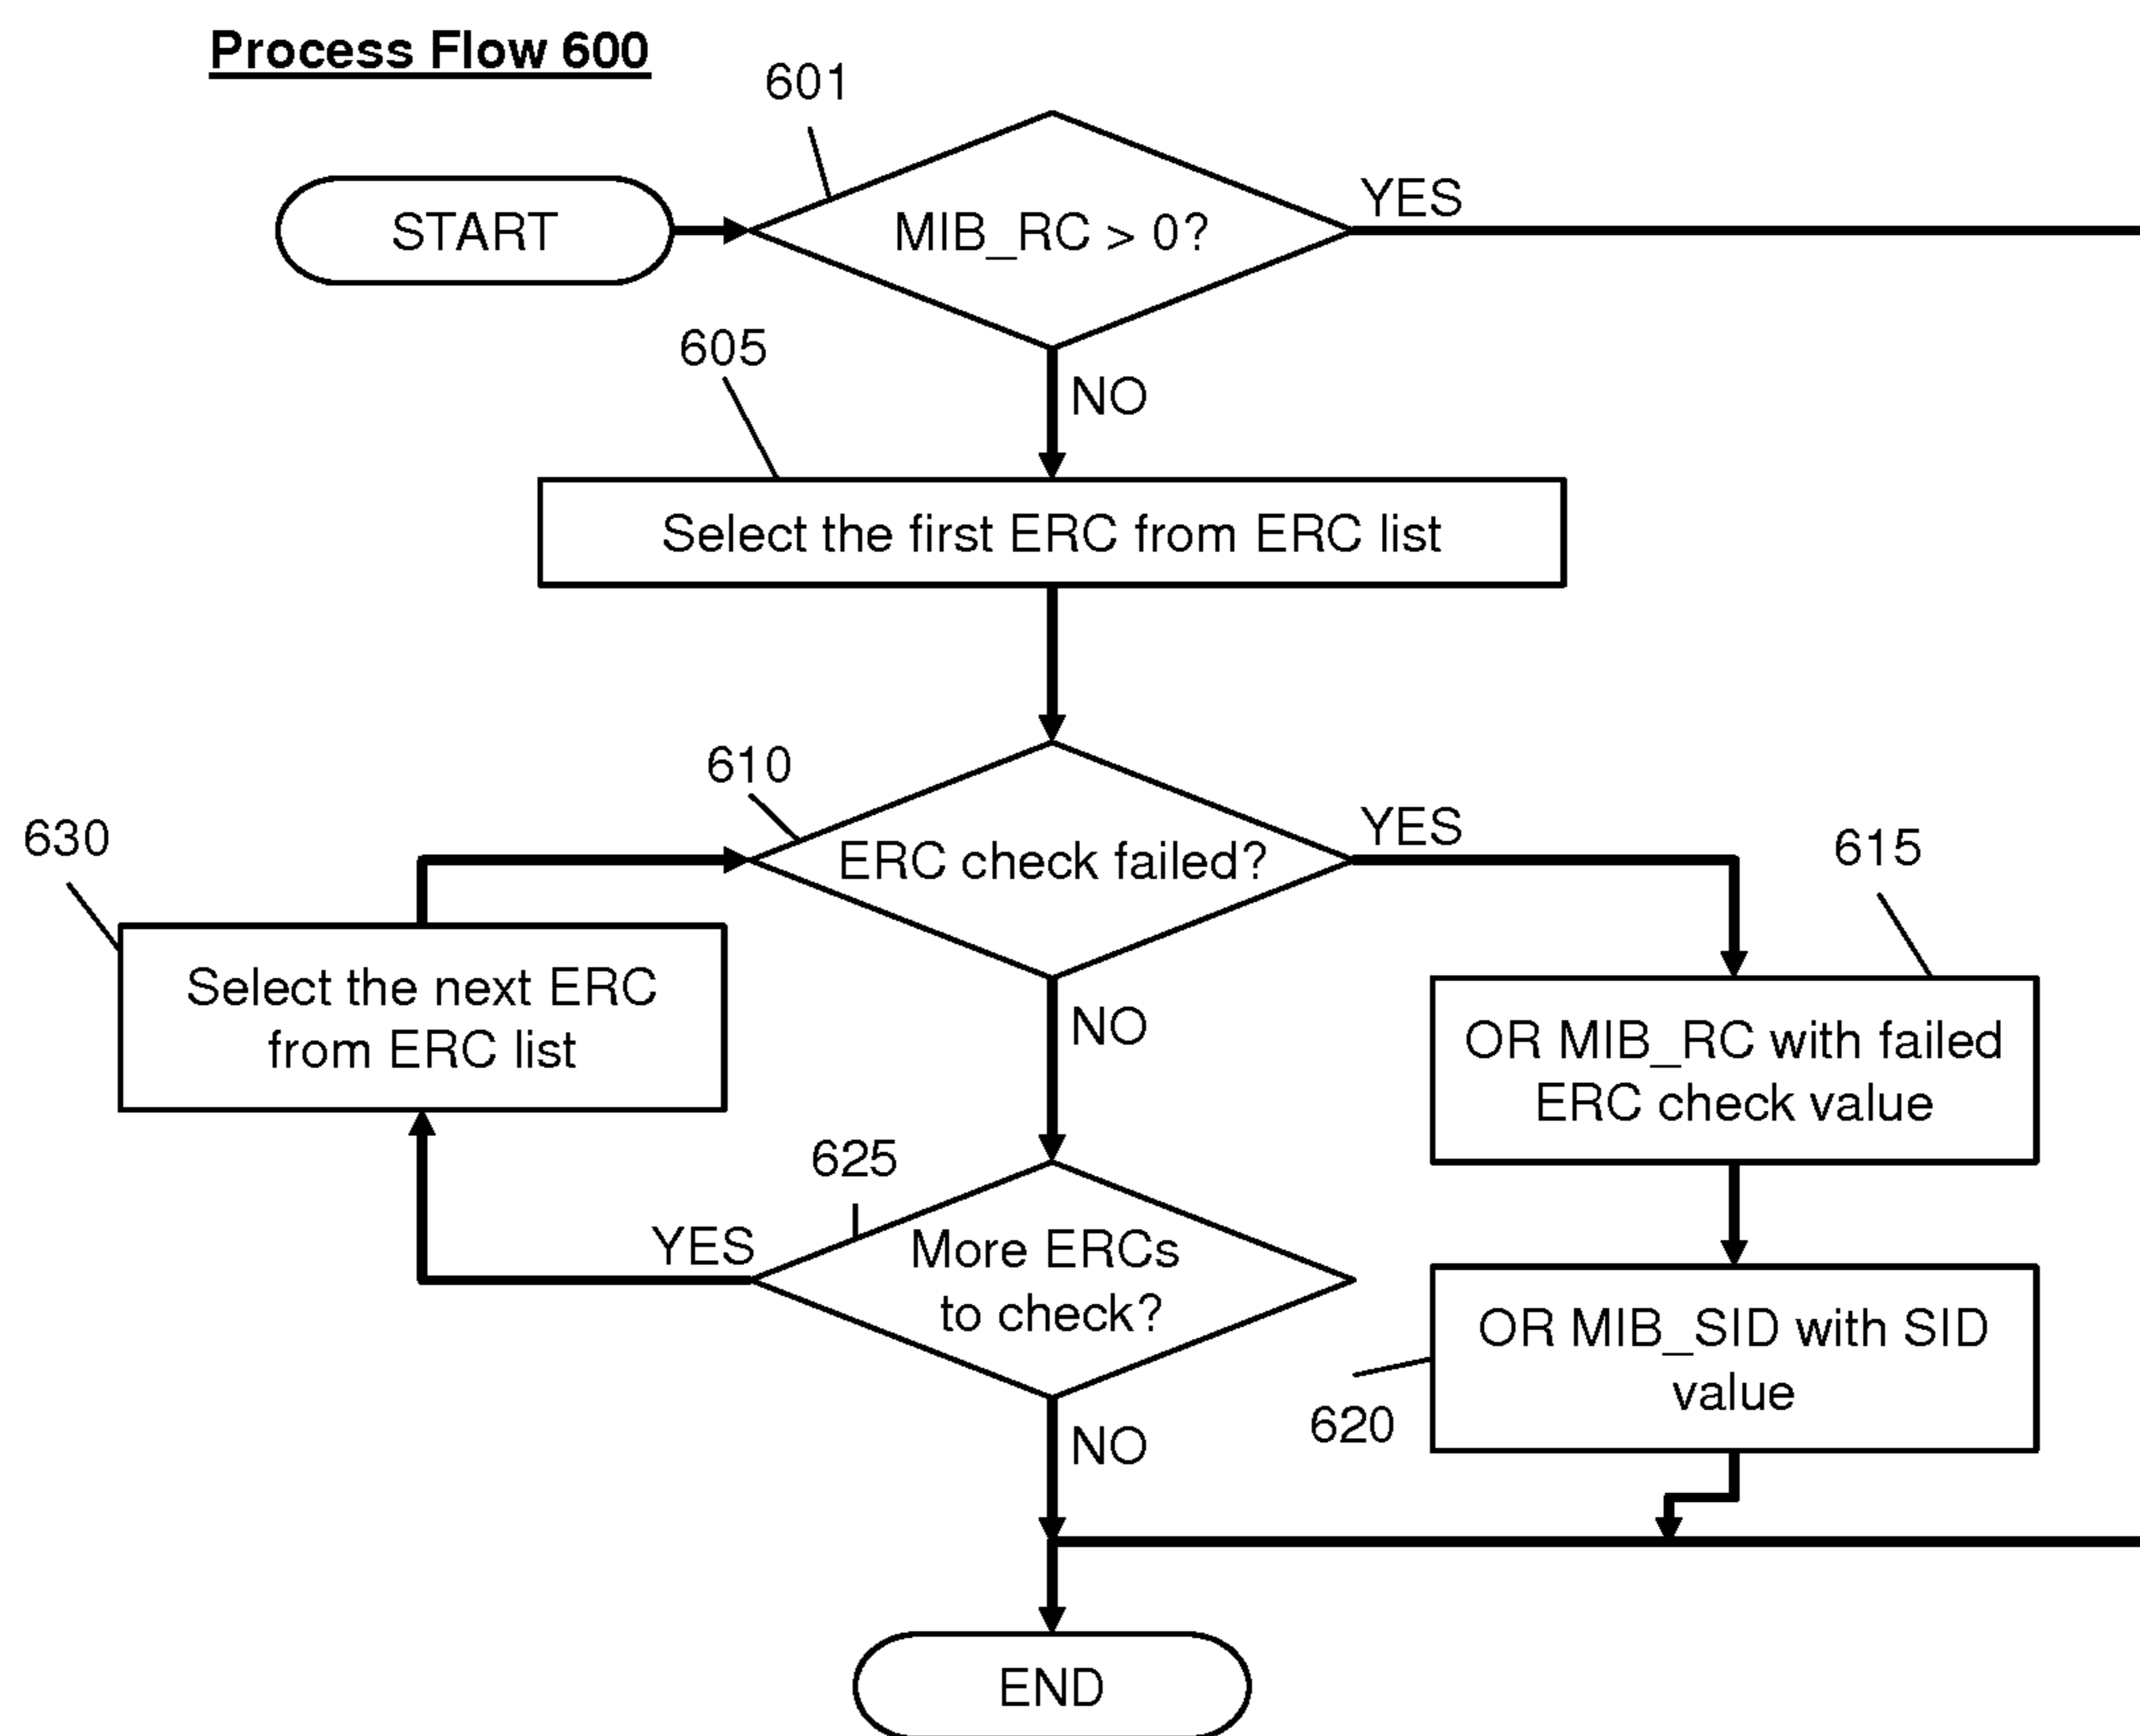 Process Flow 600
601
START
MIB_RC > 0?
YES
605
NO
Select the first ERC from ERC list
610
630
ERC check failed?
YES
615
Select the next ERC
from ERC list
NO
OR MIB_RC with failed
ERC check value
625
YES
More ERCs
to check?
OR MIB_SID with SID
value
620
NO
END